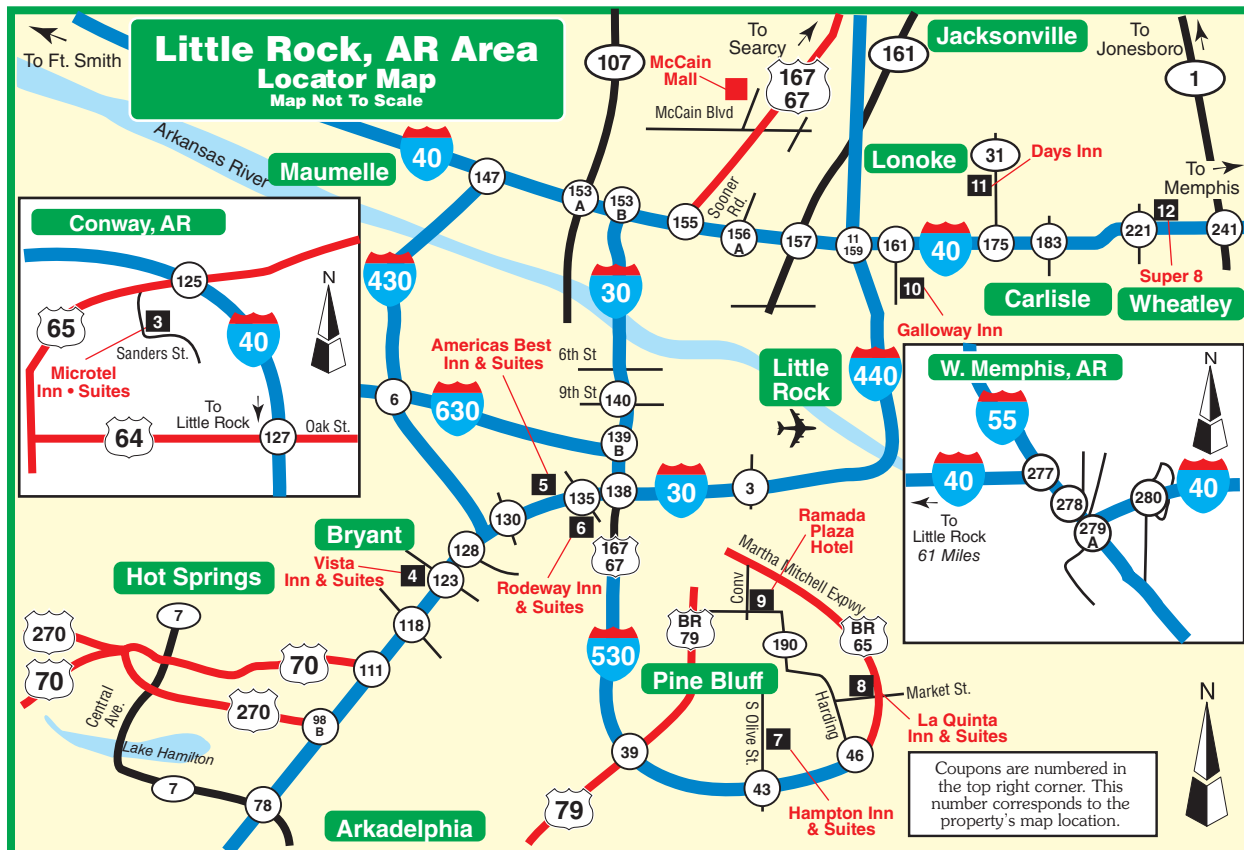 Little Rock, AR Area
Locator Map
Map Not To Scale
To Ft. Smith
Arkansas River
Maumelle
40
147
107
153
A
153
B
McCain
Mall
McCain Blvd
To
Searcy
167
67
155
Sooner
Rd.
156
A
157
161
Jacksonville
To
Jonesboro
1
Lonoke
31
11
Days Inn
To
Memphis
11
159
161
40
175
183
221
12
241
10
Galloway Inn
Carlisle
Super 8
Wheatley
Conway, AR
125
N
65
3
Sanders St.
40
Microtel
Inn • Suites
To
Little Rock
64
127
Oak St.
430
30
6th St
9th St
140
Americas Best
Inn & Suites
6
630
139
B
Little
Rock
440
5
135
138
30
3
130
6
Rodeway Inn
& Suites
128
Bryant
Vista
Inn & Suites
4
123
118
167
67
530
W. Memphis, AR
N
55
40
277
278
279
A
280
40
To
Little Rock
61 Miles
Hot Springs
7
270
70
70
111
270
98
B
Central
Ave.
Lake Hamilton
7
78
Arkadelphia
Ramada
Plaza
Hotel
Martha Mitchell Expwy
Conv
9
BR
79
190
BR
65
Pine Bluff
8
Market St.
Harding
S Olive St.
7
La Quinta
Inn & Suites
39
46
43
79
Hampton Inn
& Suites
N
Coupons are numbered in
the top right corner. This
number corresponds to the
property's map location.